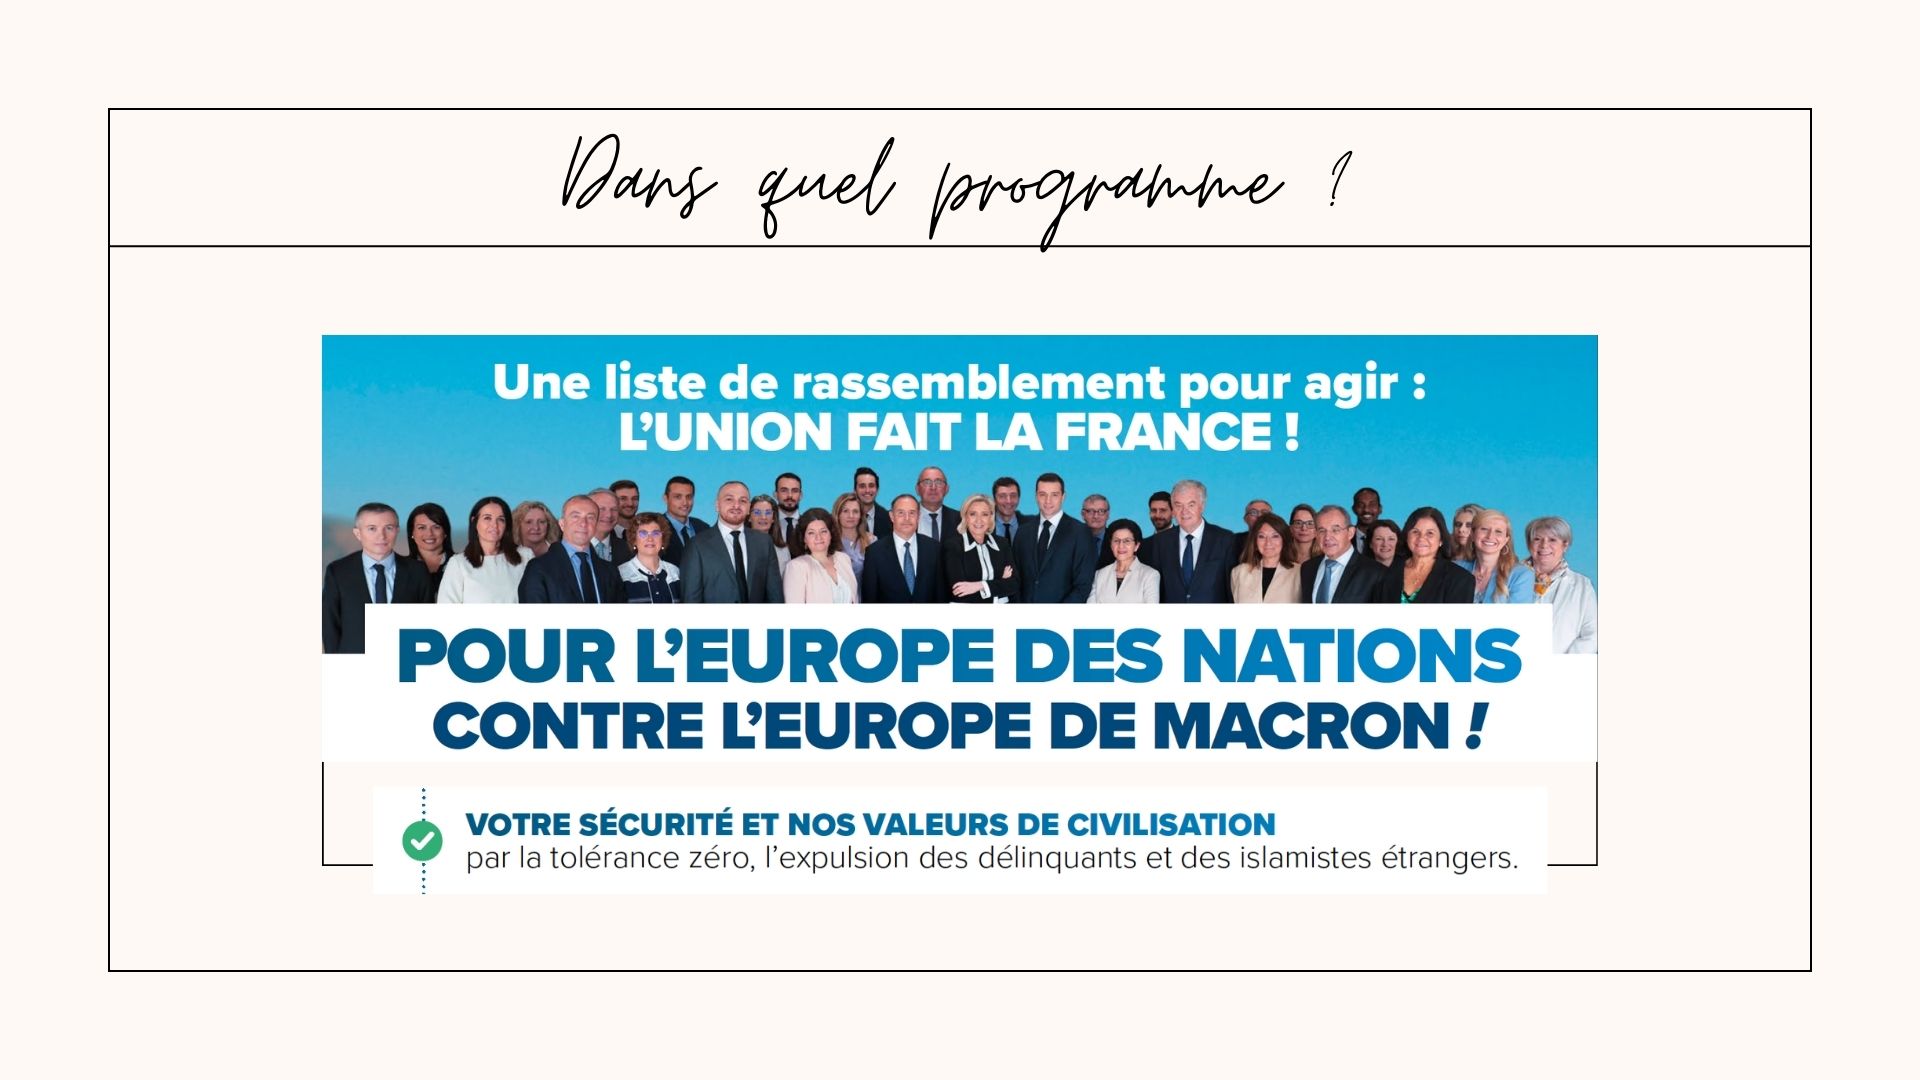 Dans quel programme ?
Une liste de rassemblement pour agir :
L'UNION FAIT LA FRANCE !
POUR L'EUROPE DES NATIONS
CONTRE L'EUROPE DE MACRON !
VOTRE SÉCURITÉ ET NOS VALEURS DE CIVILISATION
par la tolérance zéro, l'expulsion des délinquants et des islamistes étrangers.